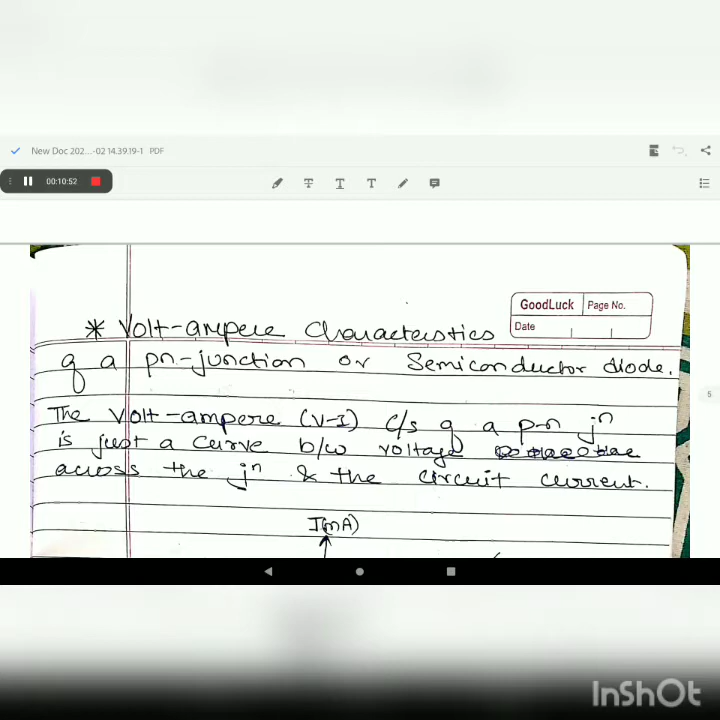 New Doc 202...-02 14.39.19-1 PDF
00:10:52
GoodLuck Page No.
Date
* Volt-ampere Characteristics
of a pn-junction or Semiconductor diode.
The Volt-ampere (V-I) c/s of a p-n jn
is just a curve b/w voltage
across the jn & the circuit current.
I(mA)
5
InShOt